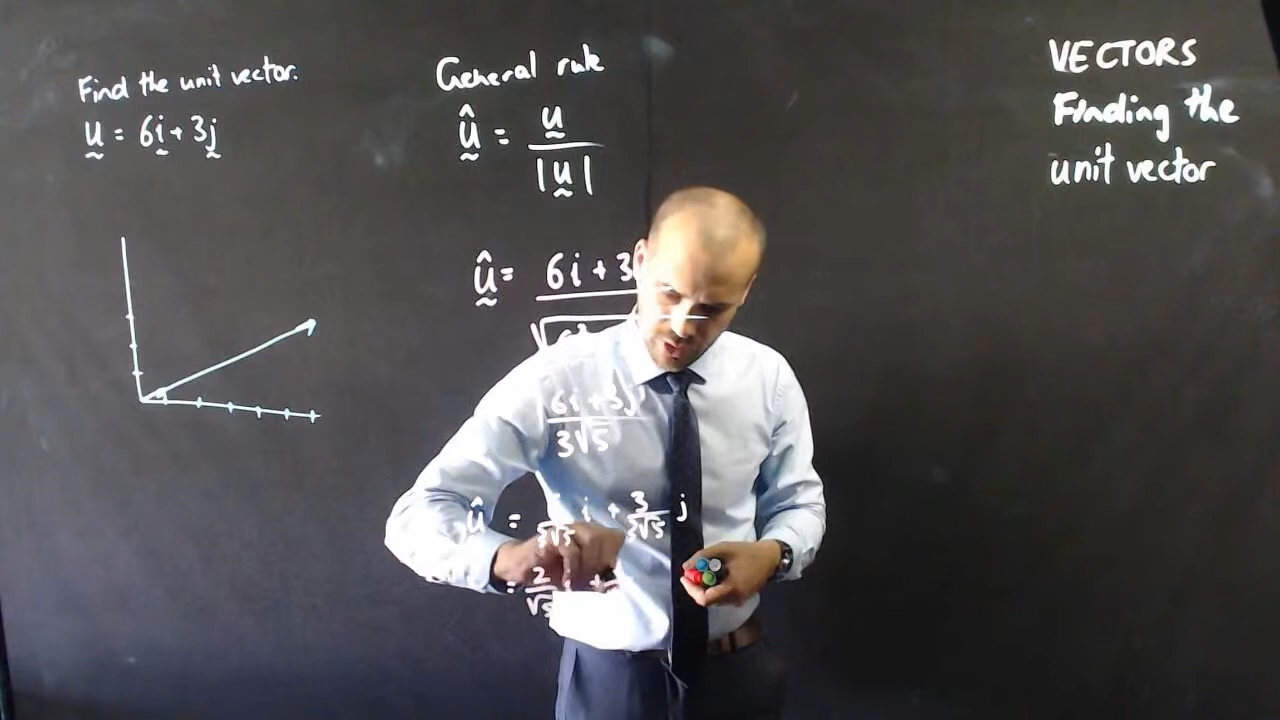 Find the unit vector.
u = 6i + 3j
General rule
û = u
|u|
û = 6i + 3
6i + 3j
3√5
û = i + 3 j
3√5
= 2 i +
VECTORS
Finding the
unit vector